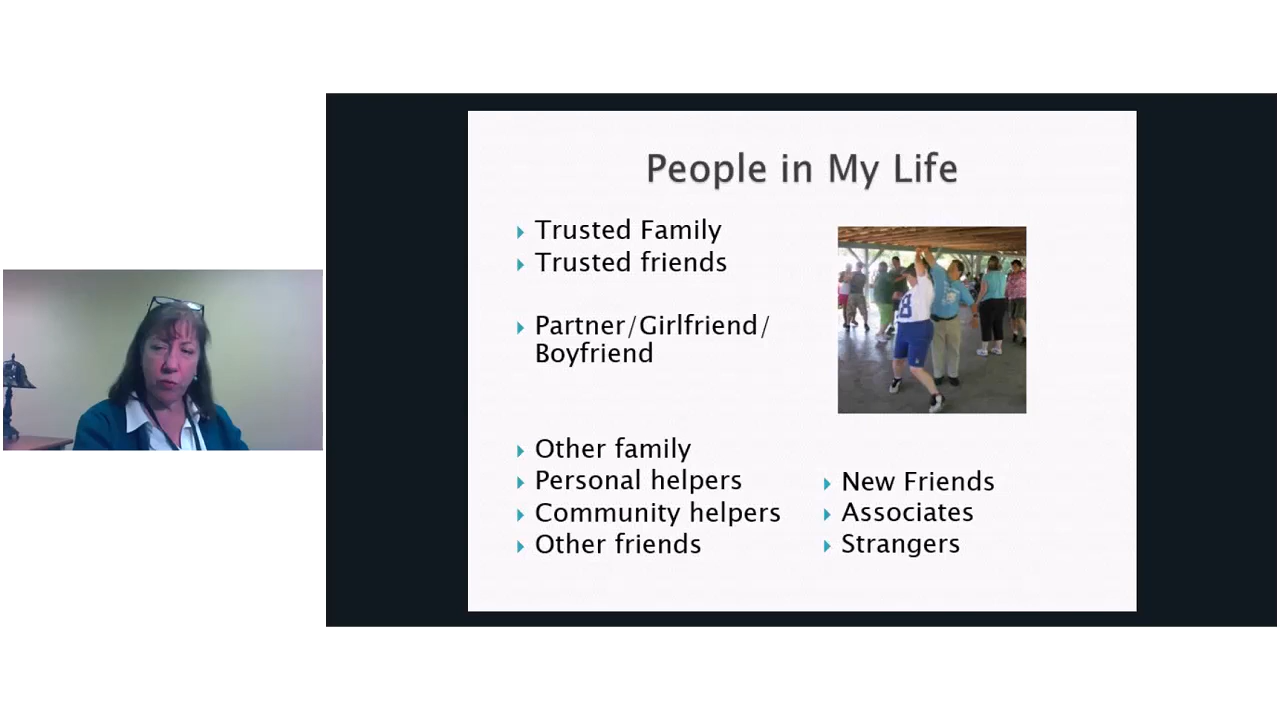 People in My Life
Trusted Family
Trusted friends
Partner/Girlfriend/
Boyfriend
Other family
Personal helpers
Community helpers
Other friends
New Friends
Associates
Strangers
8